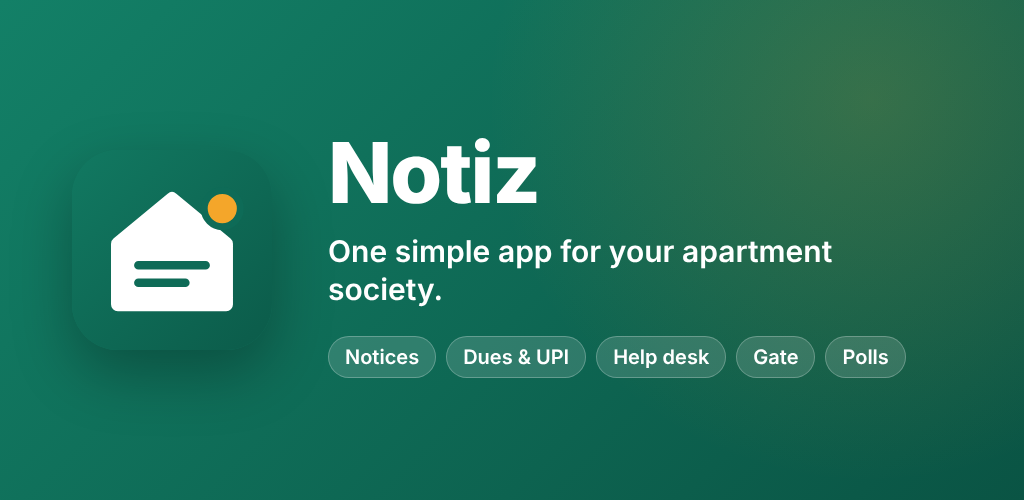 Notiz
One simple app for your apartment
society.
Notices
Dues & UPI
Help desk
Gate
Polls